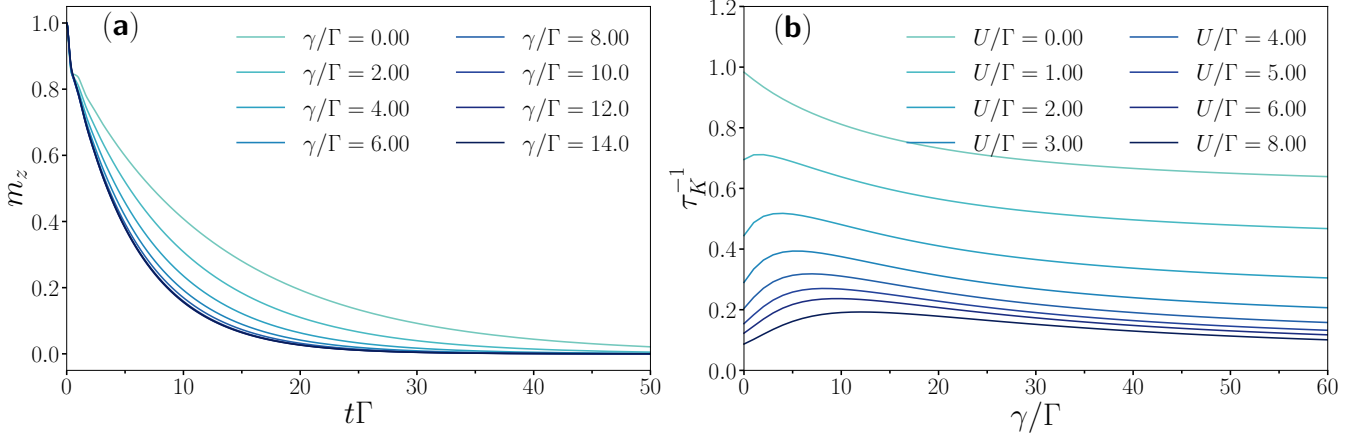 (a)
γ/Γ = 0.00
γ/Γ = 2.00
γ/Γ = 4.00
γ/Γ = 6.00
γ/Γ = 8.00
γ/Γ = 10.0
γ/Γ = 12.0
γ/Γ = 14.0
1.0
0.8
0.6
0.4
0.2
0.0
m_z
0 10 20 30 40 50
tΓ
(b)
U/Γ = 0.00
U/Γ = 1.00
U/Γ = 2.00
U/Γ = 3.00
U/Γ = 4.00
U/Γ = 5.00
U/Γ = 6.00
U/Γ = 8.00
1.2
1.0
0.8
0.6
0.4
0.2
0.0
τ_K^{-1}
0 10 20 30 40 50 60
γ/Γ